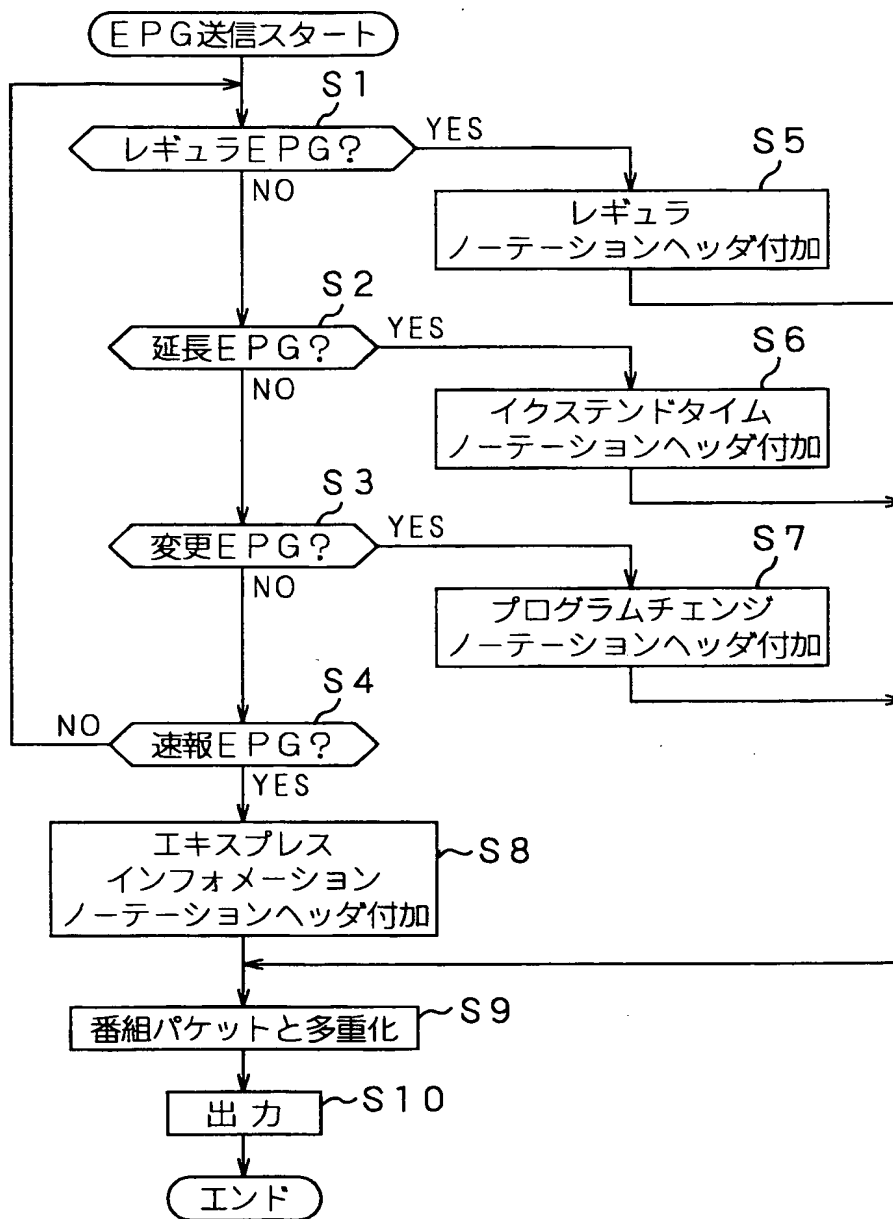 EPG送信スタート
S1
レギュラEPG?
YES
NO
S5
レギュラ
ノーテーションヘッダ付加
S2
延長EPG?
YES
NO
S6
イクステンドタイム
ノーテーションヘッダ付加
S3
変更EPG?
YES
NO
S7
プログラムチェンジ
ノーテーションヘッダ付加
S4
NO
速報EPG?
YES
エキスプレス
インフォメーション
ノーテーションヘッダ付加
S8
番組パケットと多重化
S9
出力
S10
エンド